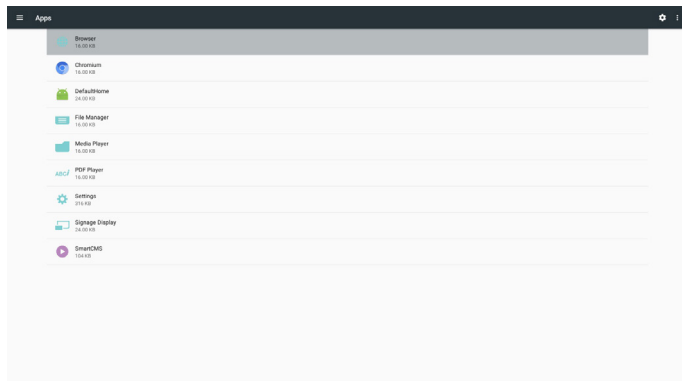 Apps
Browser
16.00 KB
Chromium
16.00 KB
DefaultHome
24.00 KB
File Manager
16.00 KB
Media Player
16.00 KB
PDF Player
16.00 KB
Settings
316 KB
Signage Display
24.00 KB
SmartCMS
104 KB